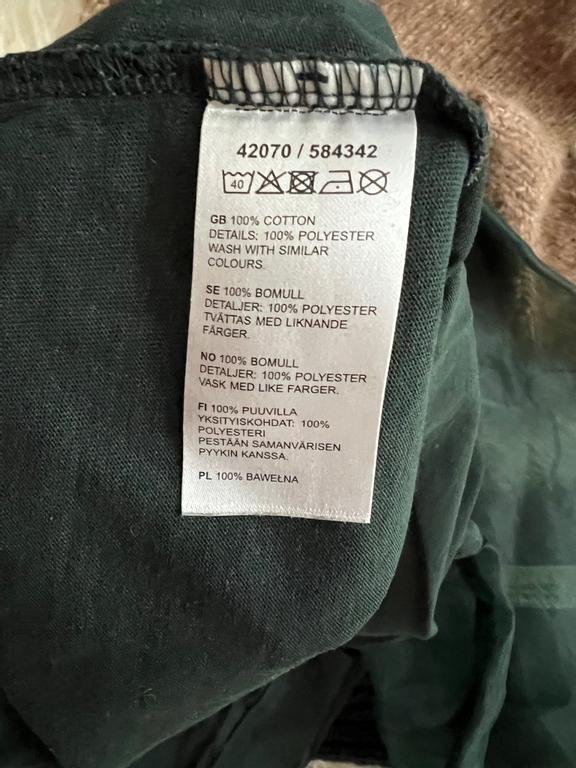 42070 / 584342
40
GB 100% COTTON
DETAILS: 100% POLYESTER
WASH WITH SIMILAR
COLOURS.
SE 100% BOMULL
DETALJER: 100% POLYESTER
TVÄTTAS MED LIKNANDE
FÄRGER.
NO 100% BOMULL
DETALJER: 100% POLYESTER
VASK MED LIKE FARGER.
FI 100% PUUVILLA
YKSITYISKOHDAT: 100%
POLYESTERI
PESTÄÄN SAMANVÄRISEN
PYYKIN KANSSA.
PL 100% BAWEŁNA